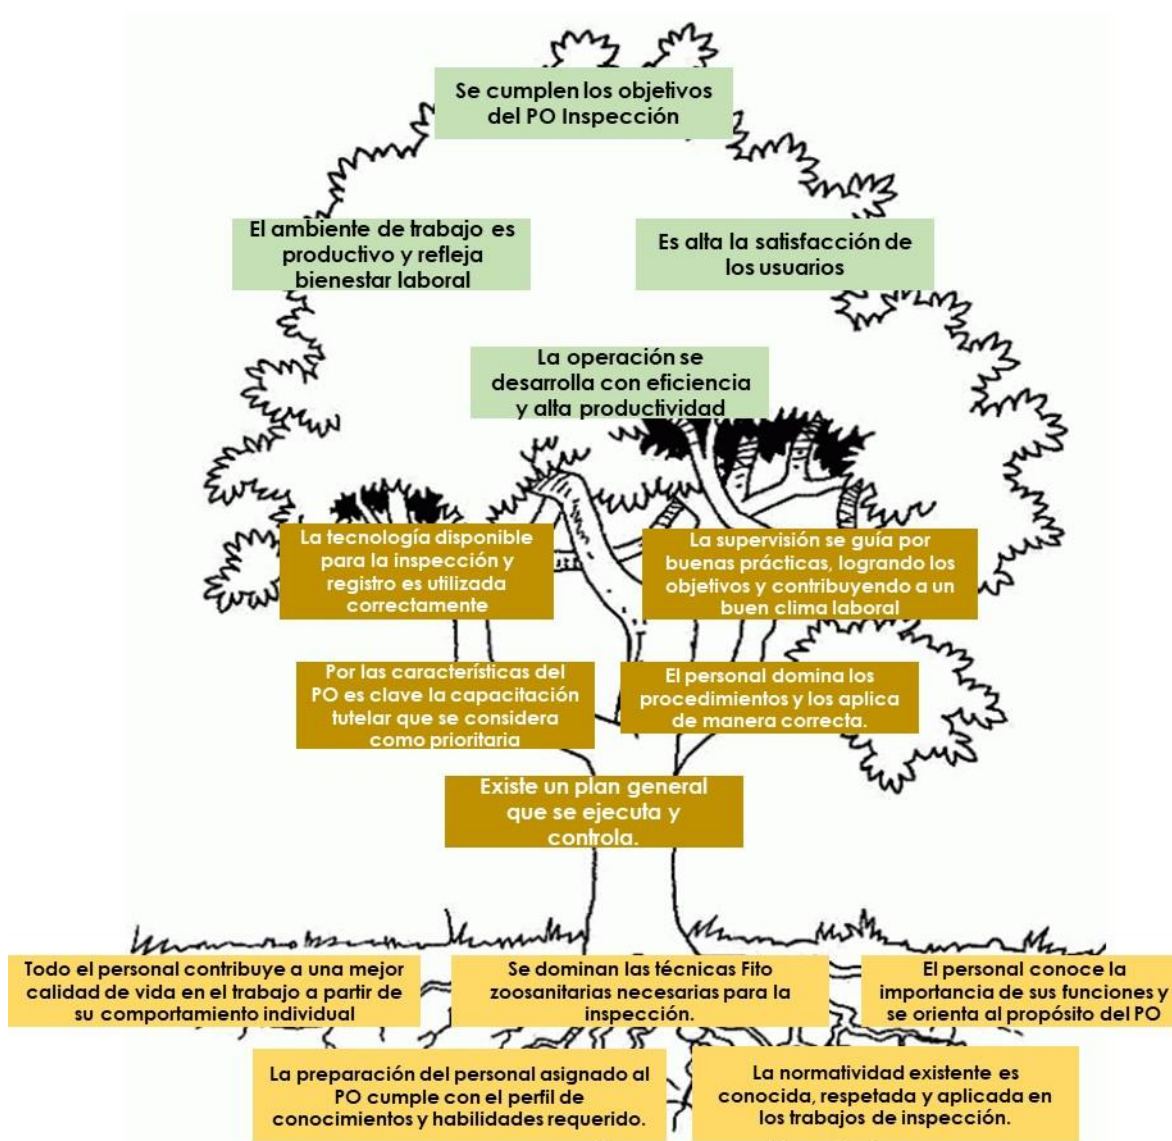 Se cumplen los objetivos
del PO Inspección
El ambiente de trabajo es
productivo y refleja
bienestar laboral
Es alta la satisfacción de
los usuarios
La operación se
desarrolla con eficiencia
y alta productividad
La tecnología disponible
para la inspección y
registro es utilizada
correctamente
La supervisión se guía por
buenas prácticas, logrando los
objetivos y contribuyendo a un
buen clima laboral
Por las características del
PO es clave la capacitación
tutelar que se considera
como prioritaria
El personal domina los
procedimientos y los aplica
de manera correcta.
Existe un plan general
que se ejecuta y
controla.
Todo el personal contribuye a una mejor
calidad de vida en el trabajo a partir de
su comportamiento individual
Se dominan las técnicas Fito
zoosanitarias necesarias para la
inspección.
El personal conoce la
importancia de sus funciones y
se orienta al propósito del PO
La preparación del personal asignado al
PO cumple con el perfil de
conocimientos y habilidades requerido.
La normatividad existente es
conocida, respetada y aplicada en
los trabajos de inspección.